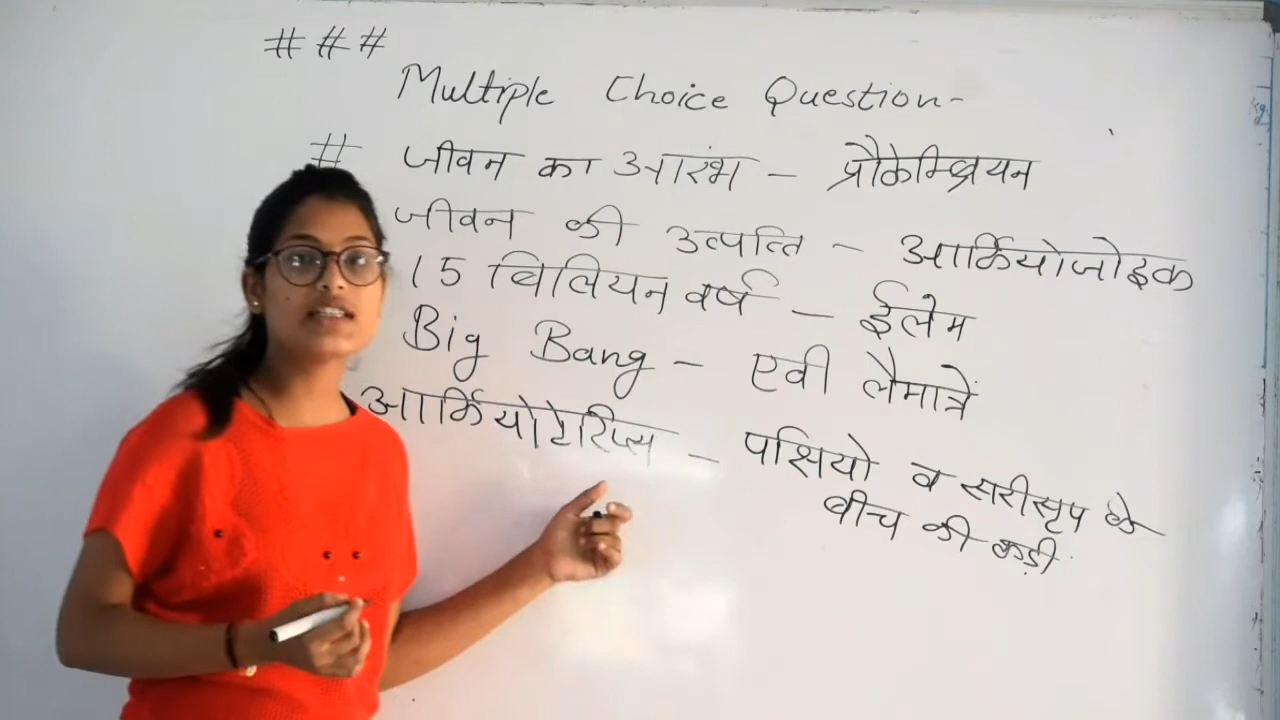 ###
Multiple Choice Question -
# जीवन का आरंभ - प्रीकैम्ब्रियन
जीवन की उत्पत्ति - आर्कियोजोइक
15 बिलियन वर्ष - ईलेम
Big Bang - एवी लैमात्रें
आर्कियोटेरिप्स - पक्षियो व सरीसृप के
बीच की कड़ी